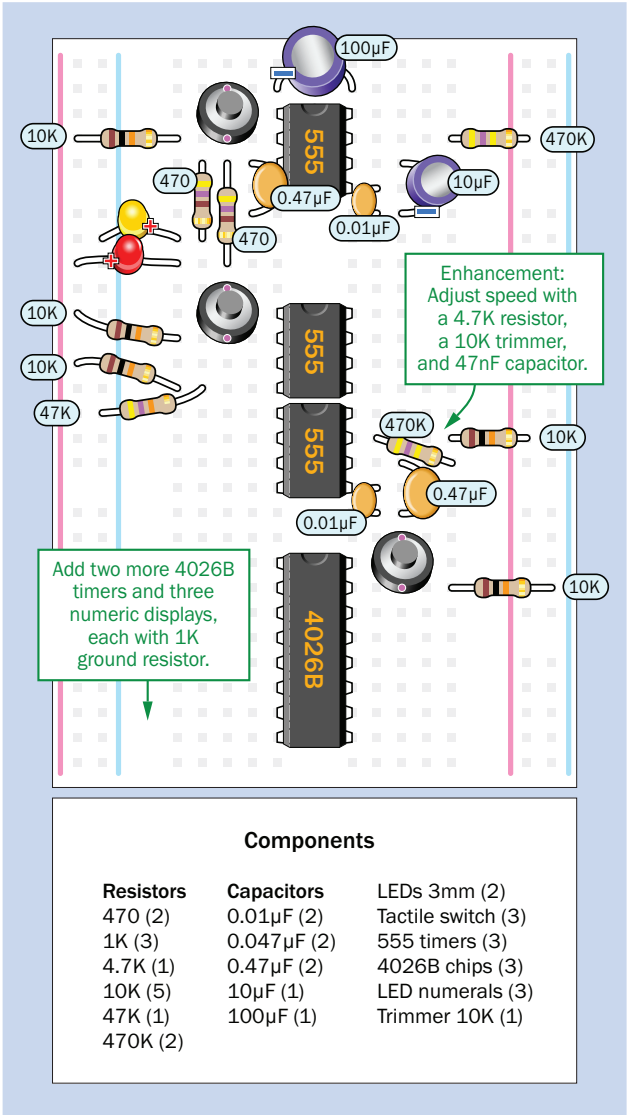 100µF
10K
555
470K
470
0.47µF
10µF
0.01µF
470
Enhancement:
Adjust speed with
a 4.7K resistor,
a 10K trimmer,
and 47nF capacitor.
10K
555
10K
47K
470K
10K
555
0.47µF
0.01µF
Add two more 4026B
timers and three
numeric displays,
each with 1K
ground resistor.
10K
4026B
Components
Resistors
470 (2)
1K (3)
4.7K (1)
10K (5)
47K (1)
470K (2)
Capacitors
0.01µF (2)
0.047µF (2)
0.47µF (2)
10µF (1)
100µF (1)
LEDs 3mm (2)
Tactile switch (3)
555 timers (3)
4026B chips (3)
LED numerals (3)
Trimmer 10K (1)